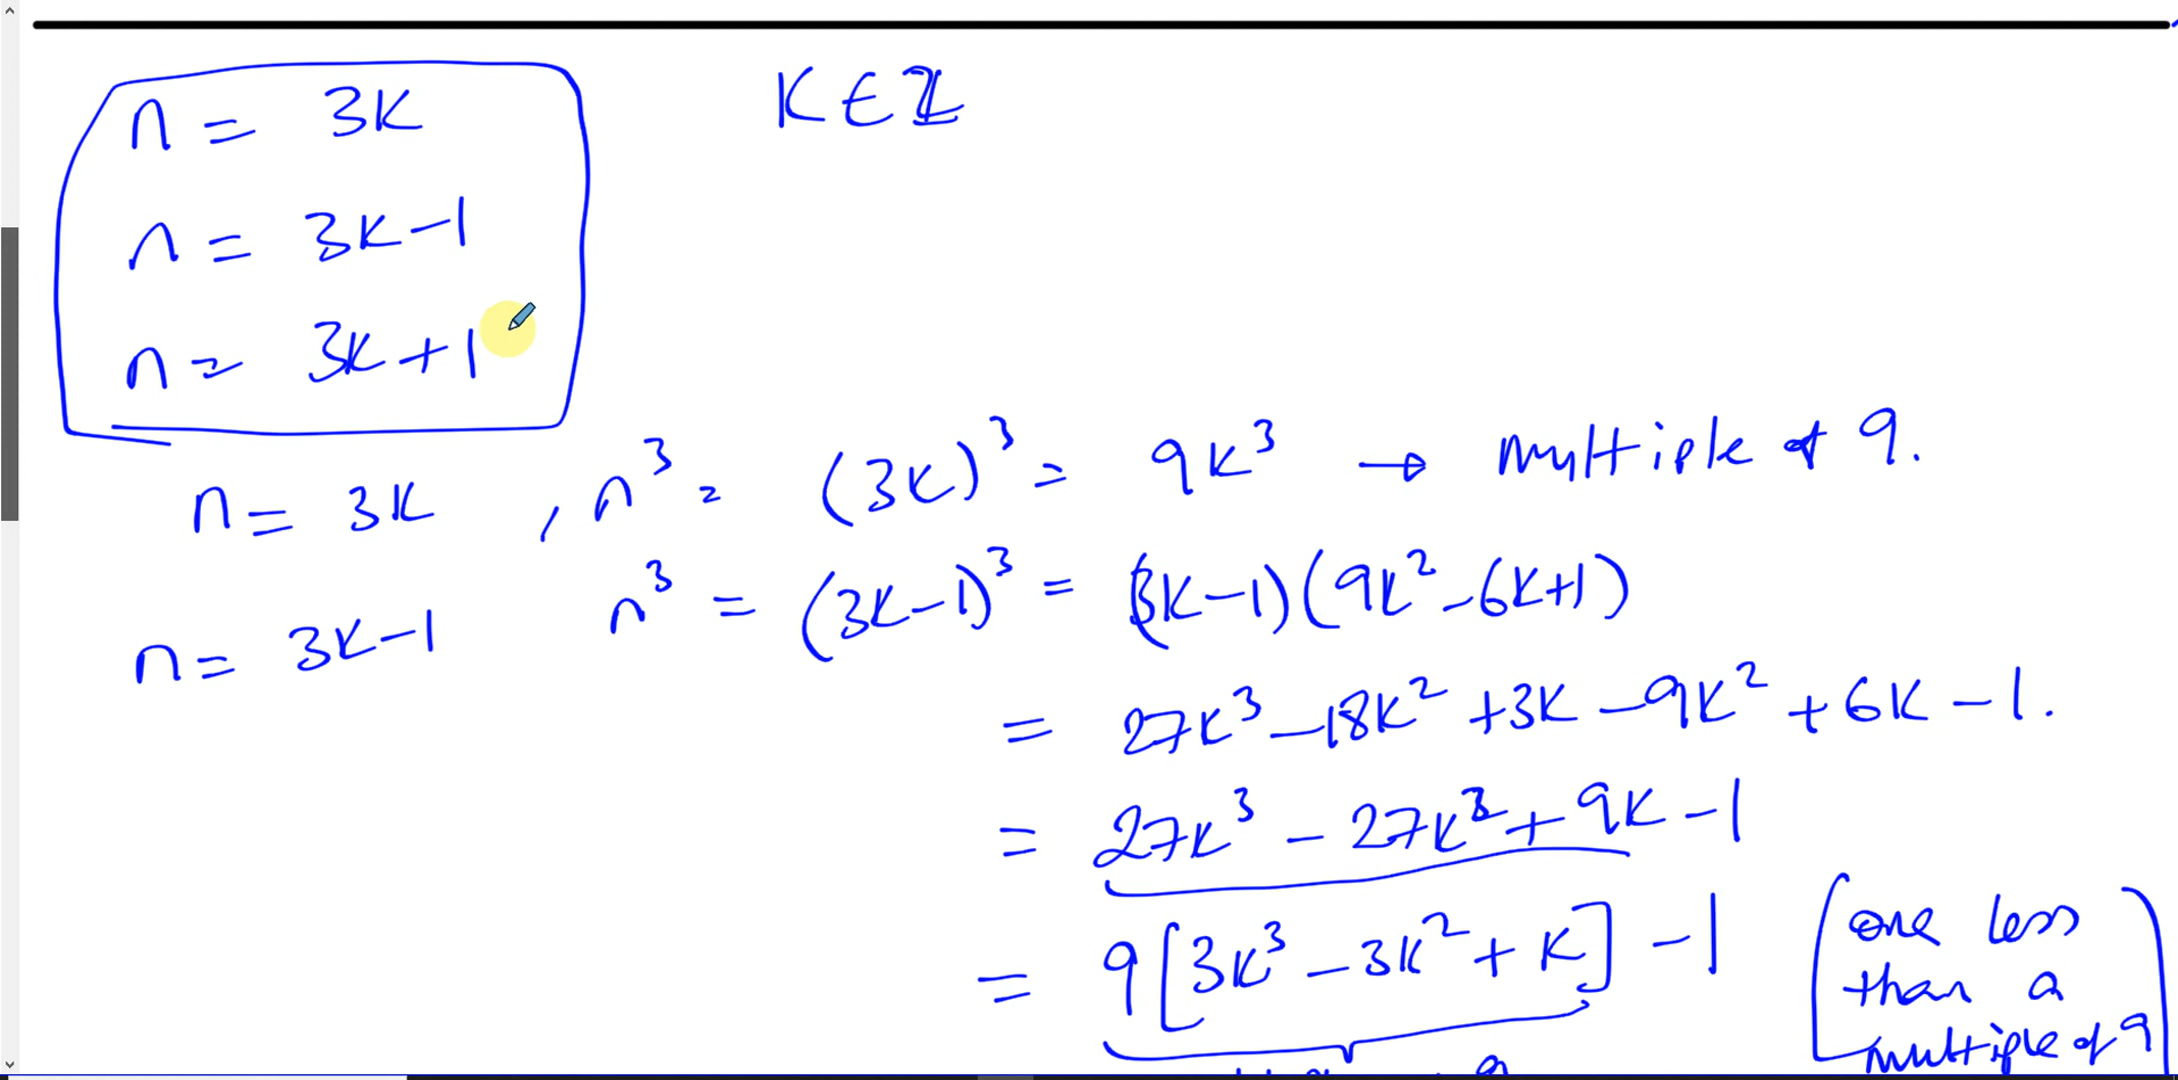 n = 3k
K ∈ ℤ
n = 3k-1
n = 3k+1
n = 3k , n³ = (3k)³ = 9k³ → multiple of 9.
n = 3k-1 n³ = (3k-1)³ = (3k-1)(9k²-6k+1)
= 27k³-18k²+3k-9k²+6k-1.
= 27k³ - 27k²+9k-1
= 9[3k³-3k²+k]-1
(one less
than a
multiple of 9